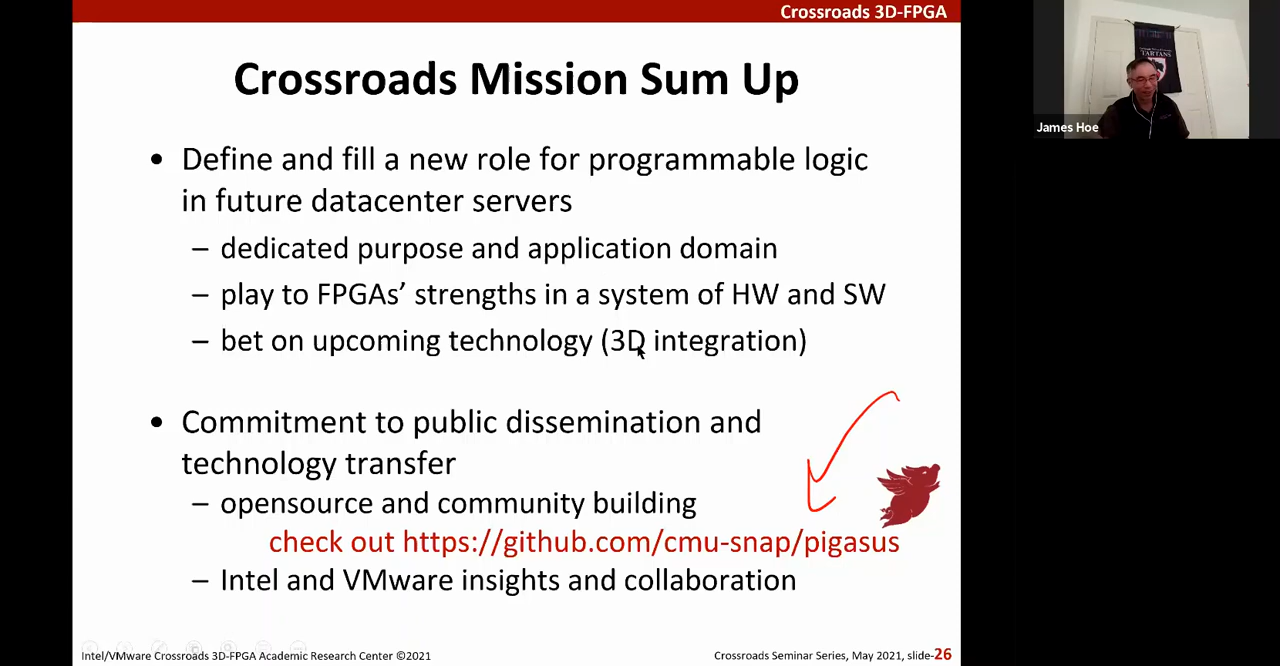 Crossroads 3D-FPGA
Crossroads Mission Sum Up
• Define and fill a new role for programmable logic
in future datacenter servers
– dedicated purpose and application domain
– play to FPGAs’ strengths in a system of HW and SW
– bet on upcoming technology (3D integration)
• Commitment to public dissemination and
technology transfer
– opensource and community building
check out https://github.com/cmu-snap/pigasus
– Intel and VMware insights and collaboration
Intel/VMware Crossroads 3D-FPGA Academic Research Center ©2021
Crossroads Seminar Series, May 2021, slide-26
TARTANS
James Hoe